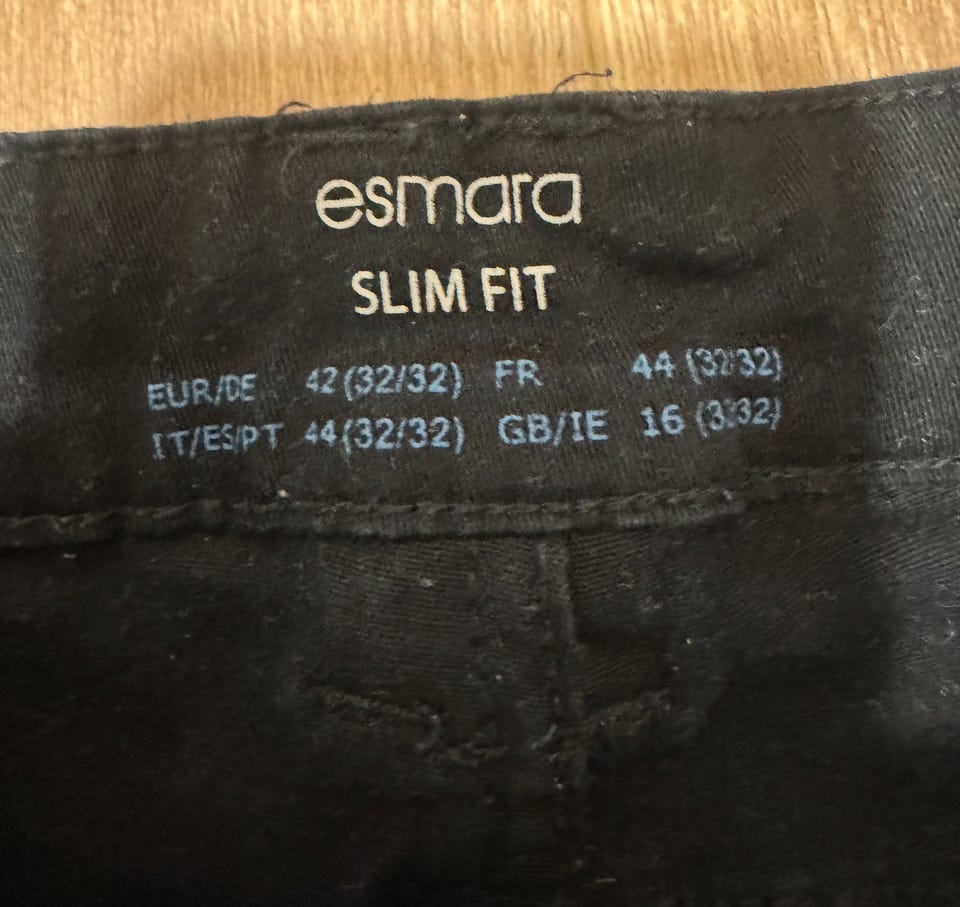 esmara
SLIM FIT
EUR/DE 42 (32/32) FR 44 (32/32)
IT/ES/PT 44 (32/32) GB/IE 16 (32/32)